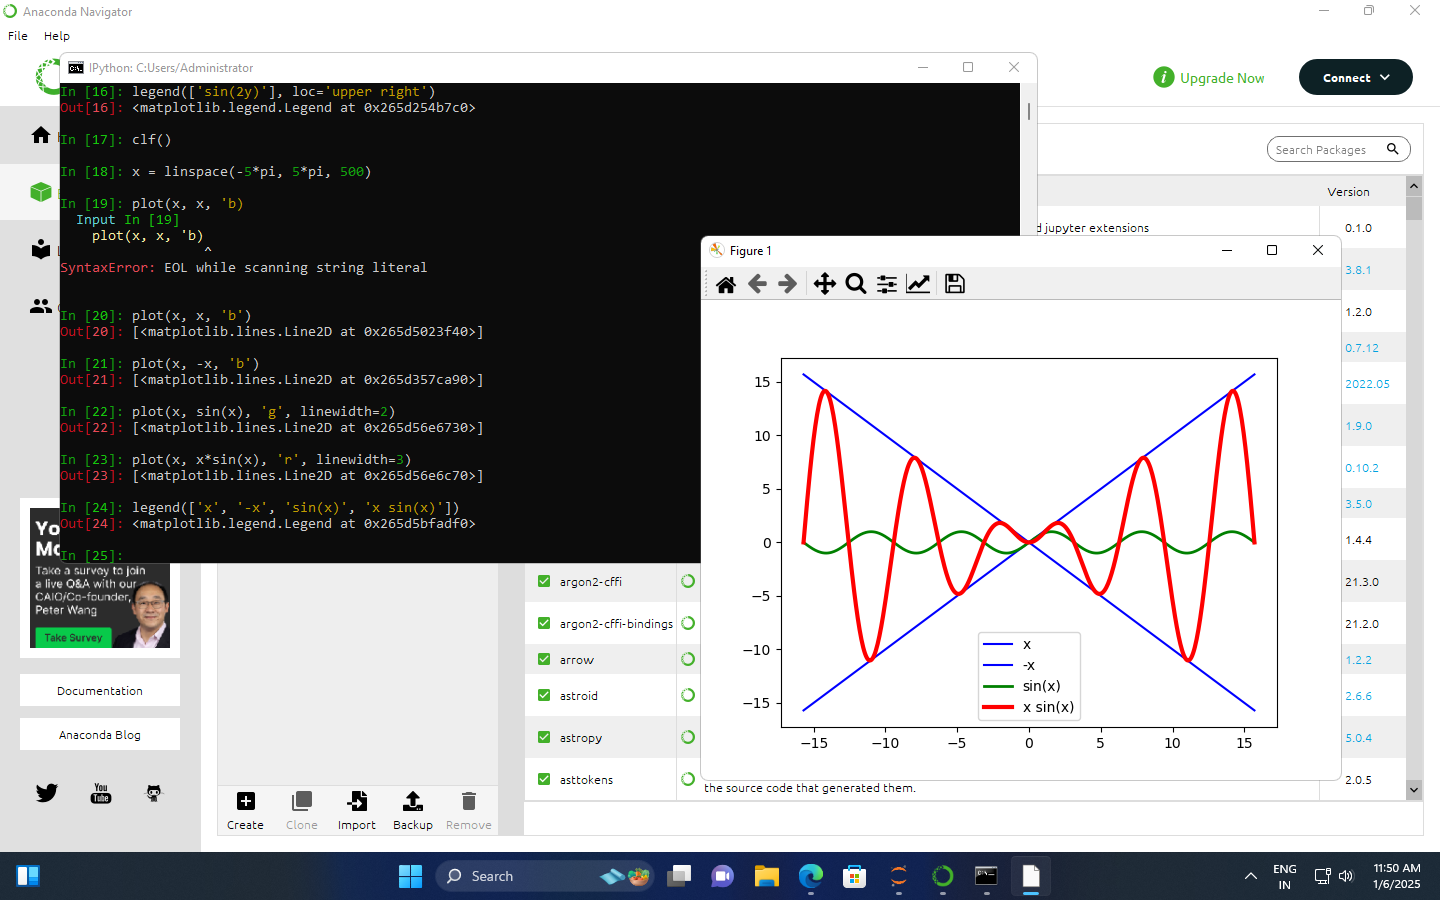 Anaconda Navigator
File Help
Upgrade Now
Connect
IPython: C:Users/Administrator
In [16]: legend(['sin(2y)'], loc='upper right')
Out[16]: <matplotlib.legend.Legend at 0x265d254b7c0>
In [17]: clf()
In [18]: x = linspace(-5*pi, 5*pi, 500)
In [19]: plot(x, x, 'b)
Input In [19]
plot(x, x, 'b)
^
SyntaxError: EOL while scanning string literal
In [20]: plot(x, x, 'b')
Out[20]: [<matplotlib.lines.Line2D at 0x265d5023f40>]
In [21]: plot(x, -x, 'b')
Out[21]: [<matplotlib.lines.Line2D at 0x265d357ca90>]
In [22]: plot(x, sin(x), 'g', linewidth=2)
Out[22]: [<matplotlib.lines.Line2D at 0x265d56e6730>]
In [23]: plot(x, x*sin(x), 'r', linewidth=3)
Out[23]: [<matplotlib.lines.Line2D at 0x265d56e6c70>]
In [24]: legend(['x', '-x', 'sin(x)', 'x sin(x)'])
Out[24]: <matplotlib.legend.Legend at 0x265d5bfadf0>
In [25]:
Search Packages
Version
d jupyter extensions
0.1.0
3.8.1
1.2.0
0.7.12
2022.05
1.9.0
0.10.2
3.5.0
1.4.4
21.3.0
21.2.0
1.2.2
2.6.6
5.0.4
2.0.5
Figure 1
15
10
5
0
−5
−10
−15
−15 −10 −5 0 5 10 15
x
-x
sin(x)
x sin(x)
argon2-cffi
argon2-cffi-bindings
arrow
astroid
astropy
asttokens
the source code that generated them.
Take a survey to join
a live Q&A with our
CAIO/Co-founder,
Peter Wang
Take Survey
Documentation
Anaconda Blog
You
Tube
Create Clone Import Backup Remove
Search
ENG
IN
11:50 AM
1/6/2025